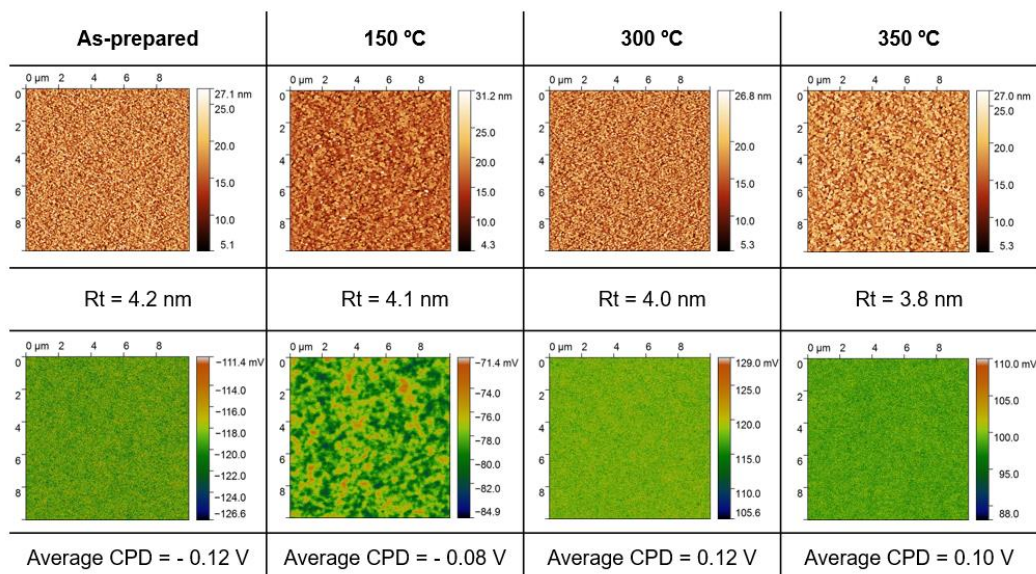 As-prepared
150 ºC
300 ºC
350 ºC
0 µm 2 4 6 8
0
2
4
6
8
27.1 nm
25.0
20.0
15.0
10.0
5.1
0 µm 2 4 6 8
0
2
4
6
8
31.2 nm
25.0
20.0
15.0
10.0
4.3
0 µm 2 4 6 8
0
2
4
6
8
26.8 nm
20.0
15.0
10.0
5.3
0 µm 2 4 6 8
0
2
4
6
8
27.0 nm
25.0
20.0
15.0
10.0
5.1
Rt = 4.2 nm
Rt = 4.1 nm
Rt = 4.0 nm
Rt = 3.8 nm
0 µm 2 4 6 8
0
2
4
6
8
−111.4 mV
−114.0
−116.0
−118.0
−120.0
−122.0
−124.0
−126.6
0 µm 2 4 6 8
0
2
4
6
8
−71.4 mV
−74.0
−76.0
−78.0
−80.0
−82.0
−84.9
0 µm 2 4 6 8
0
2
4
6
8
129.0 mV
125.0
120.0
115.0
110.0
105.6
0 µm 2 4 6 8
0
2
4
6
8
110.0 mV
105.0
100.0
95.0
88.0
Average CPD = - 0.12 V
Average CPD = - 0.08 V
Average CPD = 0.12 V
Average CPD = 0.10 V